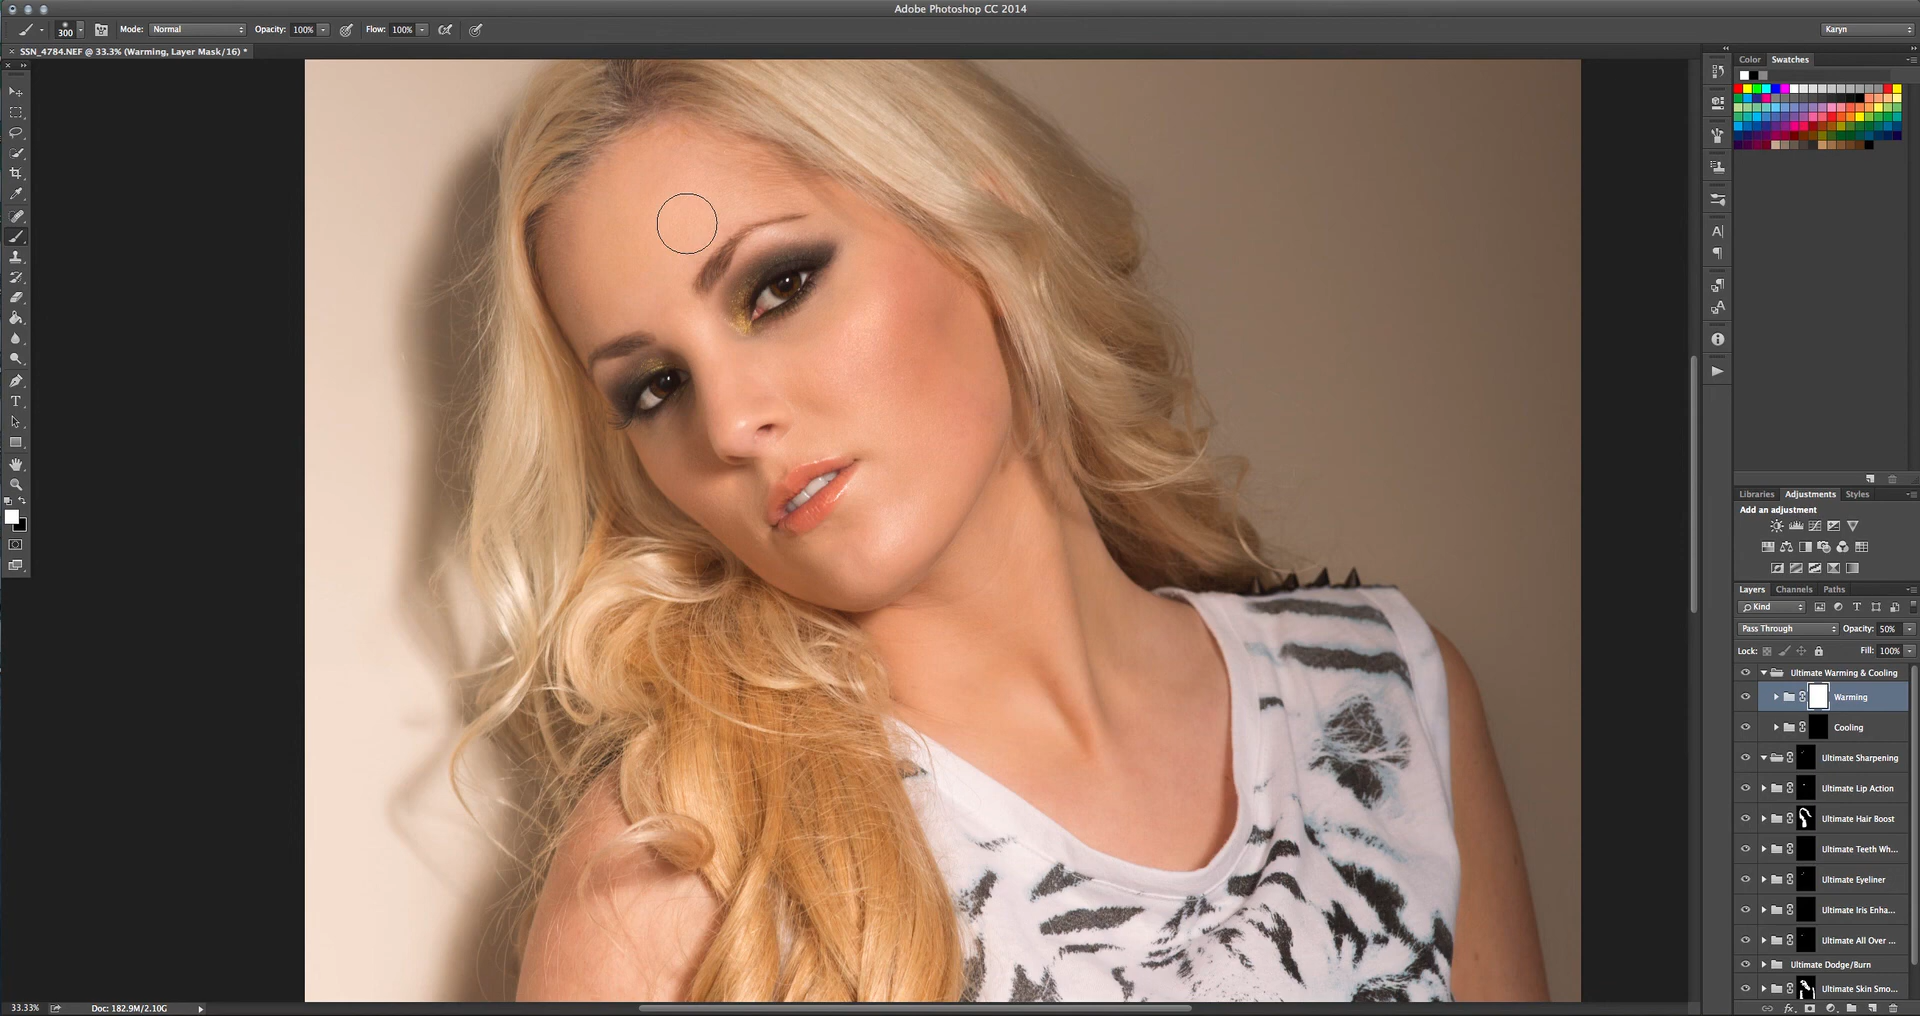 Adobe Photoshop CC 2014
300 Mode: Normal Opacity: 100% Flow: 100% Karyn
SSN_4784.NEF @ 33.3% (Warming, Layer Mask/16) *
Color Swatches
Libraries Adjustments Styles
Add an adjustment
Layers Channels Paths
Kind
Pass Through Opacity: 50%
Lock: Fill: 100%
Ultimate Warming & Cooling
Warming
Cooling
Ultimate Sharpening
Ultimate Lip Action
Ultimate Hair Boost
Ultimate Teeth Wh...
Ultimate Eyeliner
Ultimate Iris Enha...
Ultimate All Over ...
Ultimate Dodge/Burn
Ultimate Skin Smo...
33.33% Doc: 182.9M/2.10G